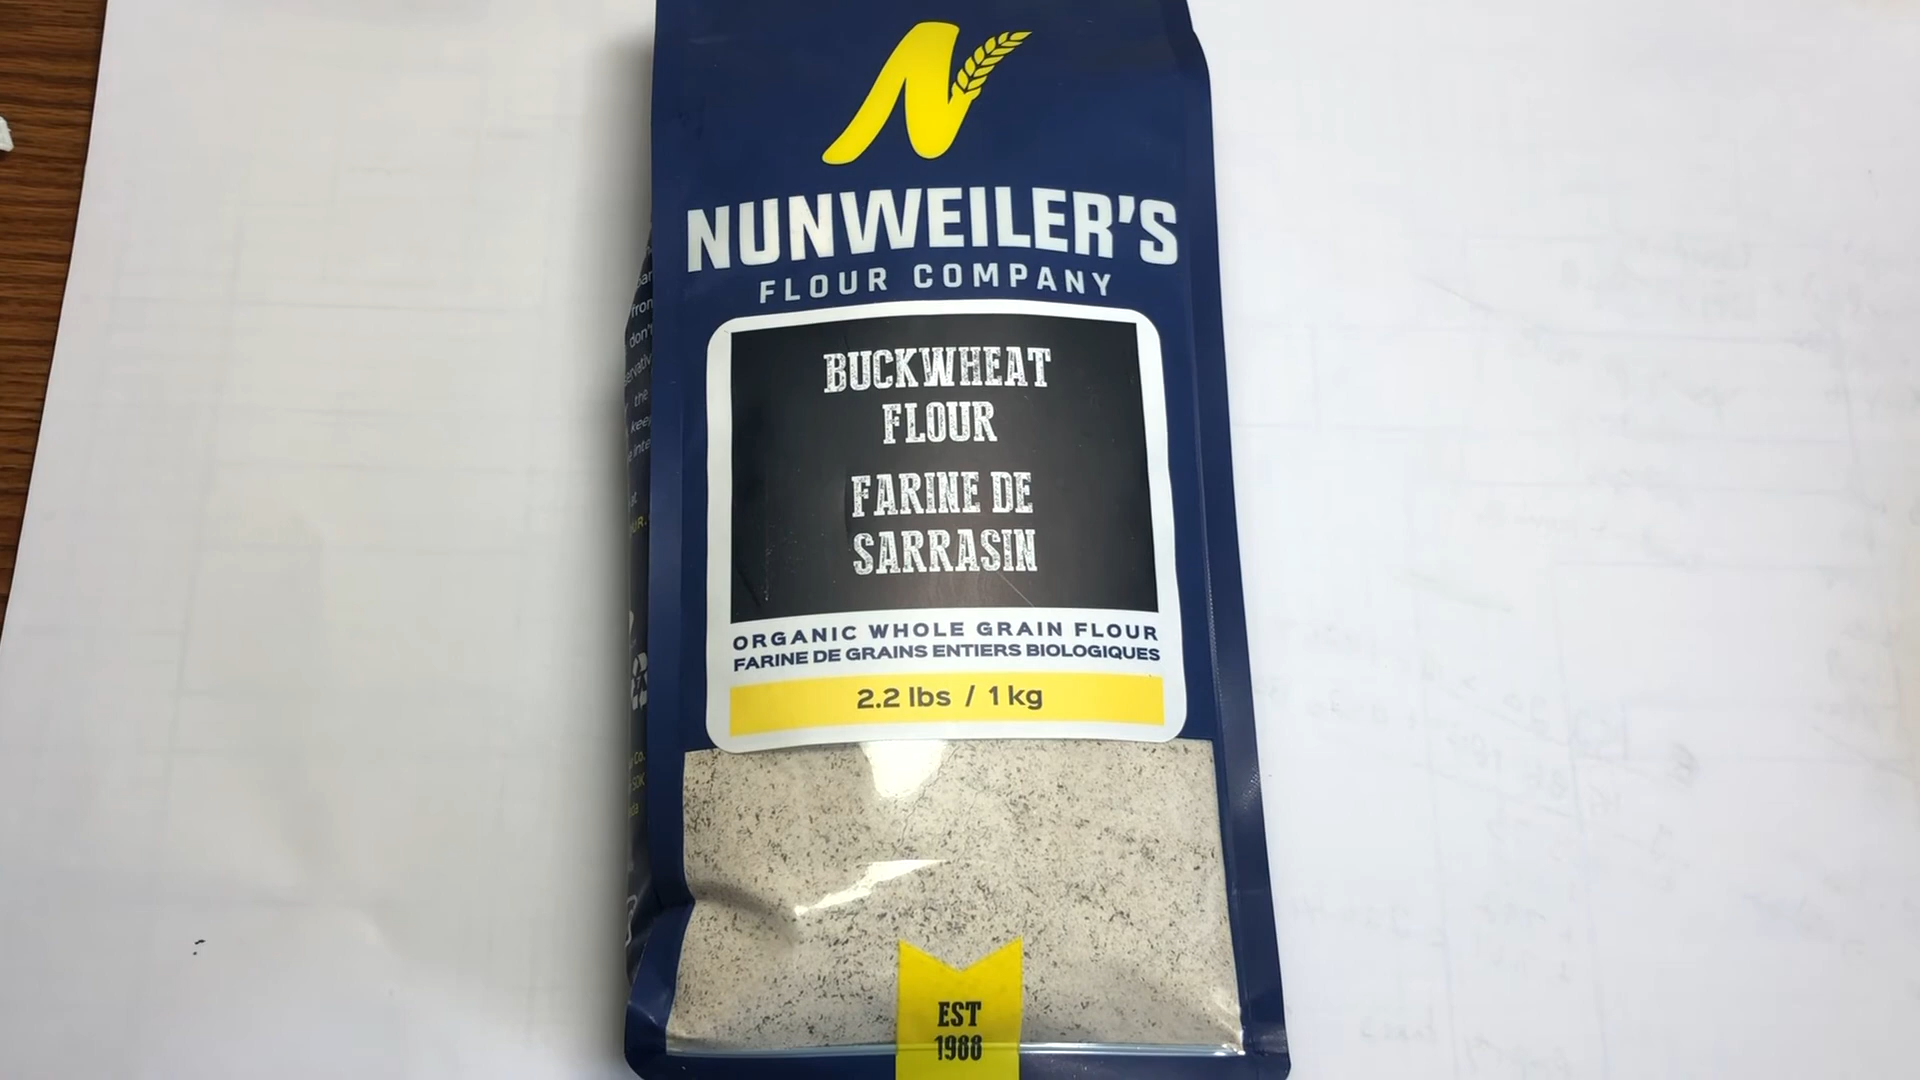 NUNWEILER'S
FLOUR COMPANY
BUCKWHEAT
FLOUR
FARINE DE
SARRASIN
ORGANIC WHOLE GRAIN FLOUR
FARINE DE GRAINS ENTIERS BIOLOGIQUES
2.2 lbs / 1 kg
EST
1988